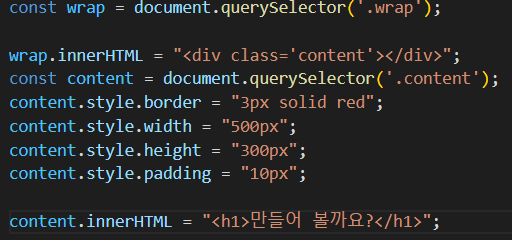 const wrap = document.querySelector('.wrap');
wrap.innerHTML = "<div class='content'></div>";
const content = document.querySelector('.content');
content.style.border = "3px solid red";
content.style.width = "500px";
content.style.height = "300px";
content.style.padding = "10px";
content.innerHTML = "<h1>만들어 볼까요?</h1>";